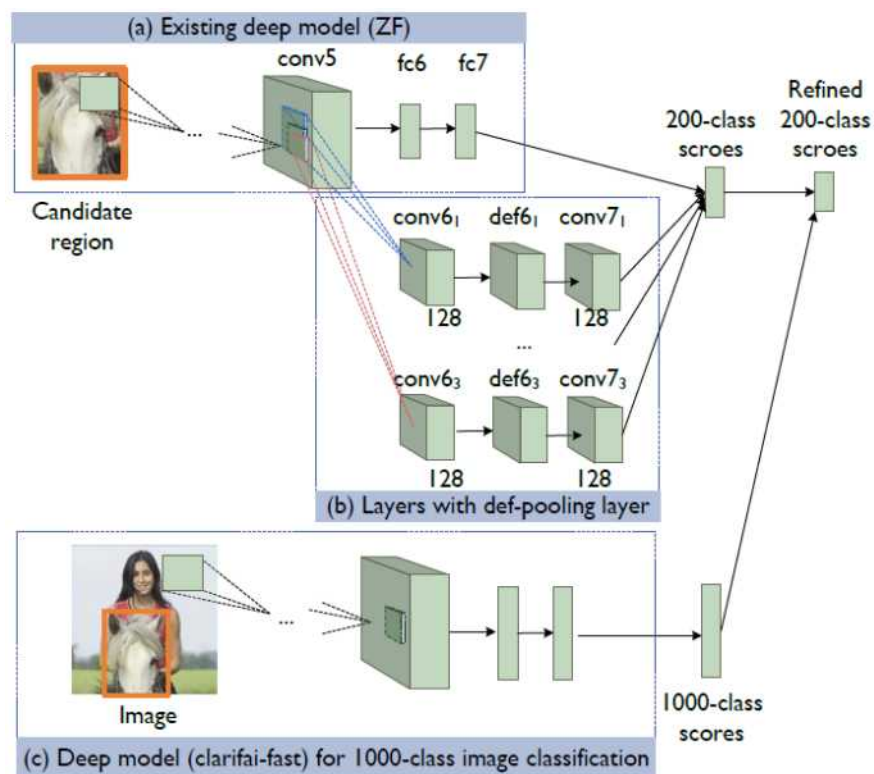 (a) Existing deep model (ZF)
conv5
fc6
fc7
...
Candidate
region
200-class
scroes
Refined
200-class
scroes
conv6₁
def6₁
conv7₁
128
128
...
conv6₃
def6₃
conv7₃
128
128
(b) Layers with def-pooling layer
...
Image
1000-class
scores
(c) Deep model (clarifai-fast) for 1000-class image classification